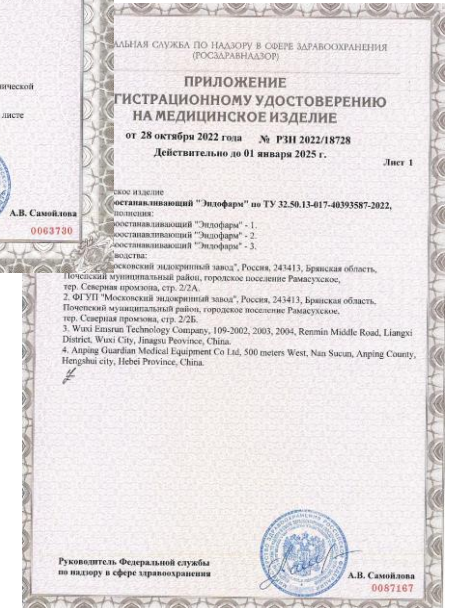 нической
листе
А.В. Самойлова
0063730
АЛЬНАЯ СЛУЖБА ПО НАДЗОРУ В СФЕРЕ ЗДРАВООХРАНЕНИЯ
(РОСЗДРАВНАДЗОР)
ПРИЛОЖЕНИЕ
ГИСТРАЦИОННОМУ УДОСТОВЕРЕНИЮ
НА МЕДИЦИНСКОЕ ИЗДЕЛИЕ
от 28 октября 2022 года № РЗН 2022/18728
Действительно до 01 января 2025 г.
Лист 1
ское изделие
востанавливающий "Эндофарм" по ТУ 32.50.13-017-40393587-2022,
полнения:
воостанавливающий "Эндофарм" - 1.
воостанавливающий "Эндофарм" - 2.
воостанавливающий "Эндофарм" - 3.
водства:
осковский эндокринный завод", Россия, 243413, Брянская область,
Почепский муниципальный район, городское поселение Рамасухское,
тер. Северная промзона, стр. 2/2А.
2. ФГУП "Московский эндокринный завод", Россия, 243413, Брянская область,
Почепский муниципальный район, городское поселение Рамасухское,
тер. Северная промзона, стр. 2/2Б.
3. Wuxi Emsrun Technology Company, 109-2002, 2003, 2004, Renmin Middle Road, Liangxi
District, Wuxi City, Jinagsu Peovince, China.
4. Anping Guardian Medical Equipment Co Ltd, 500 meters West, Nan Sucun, Anping County,
Hengshui city, Hebei Province, China.
Руководитель Федеральной службы
по надзору в сфере здравоохранения
А.В. Самойлова
0087167